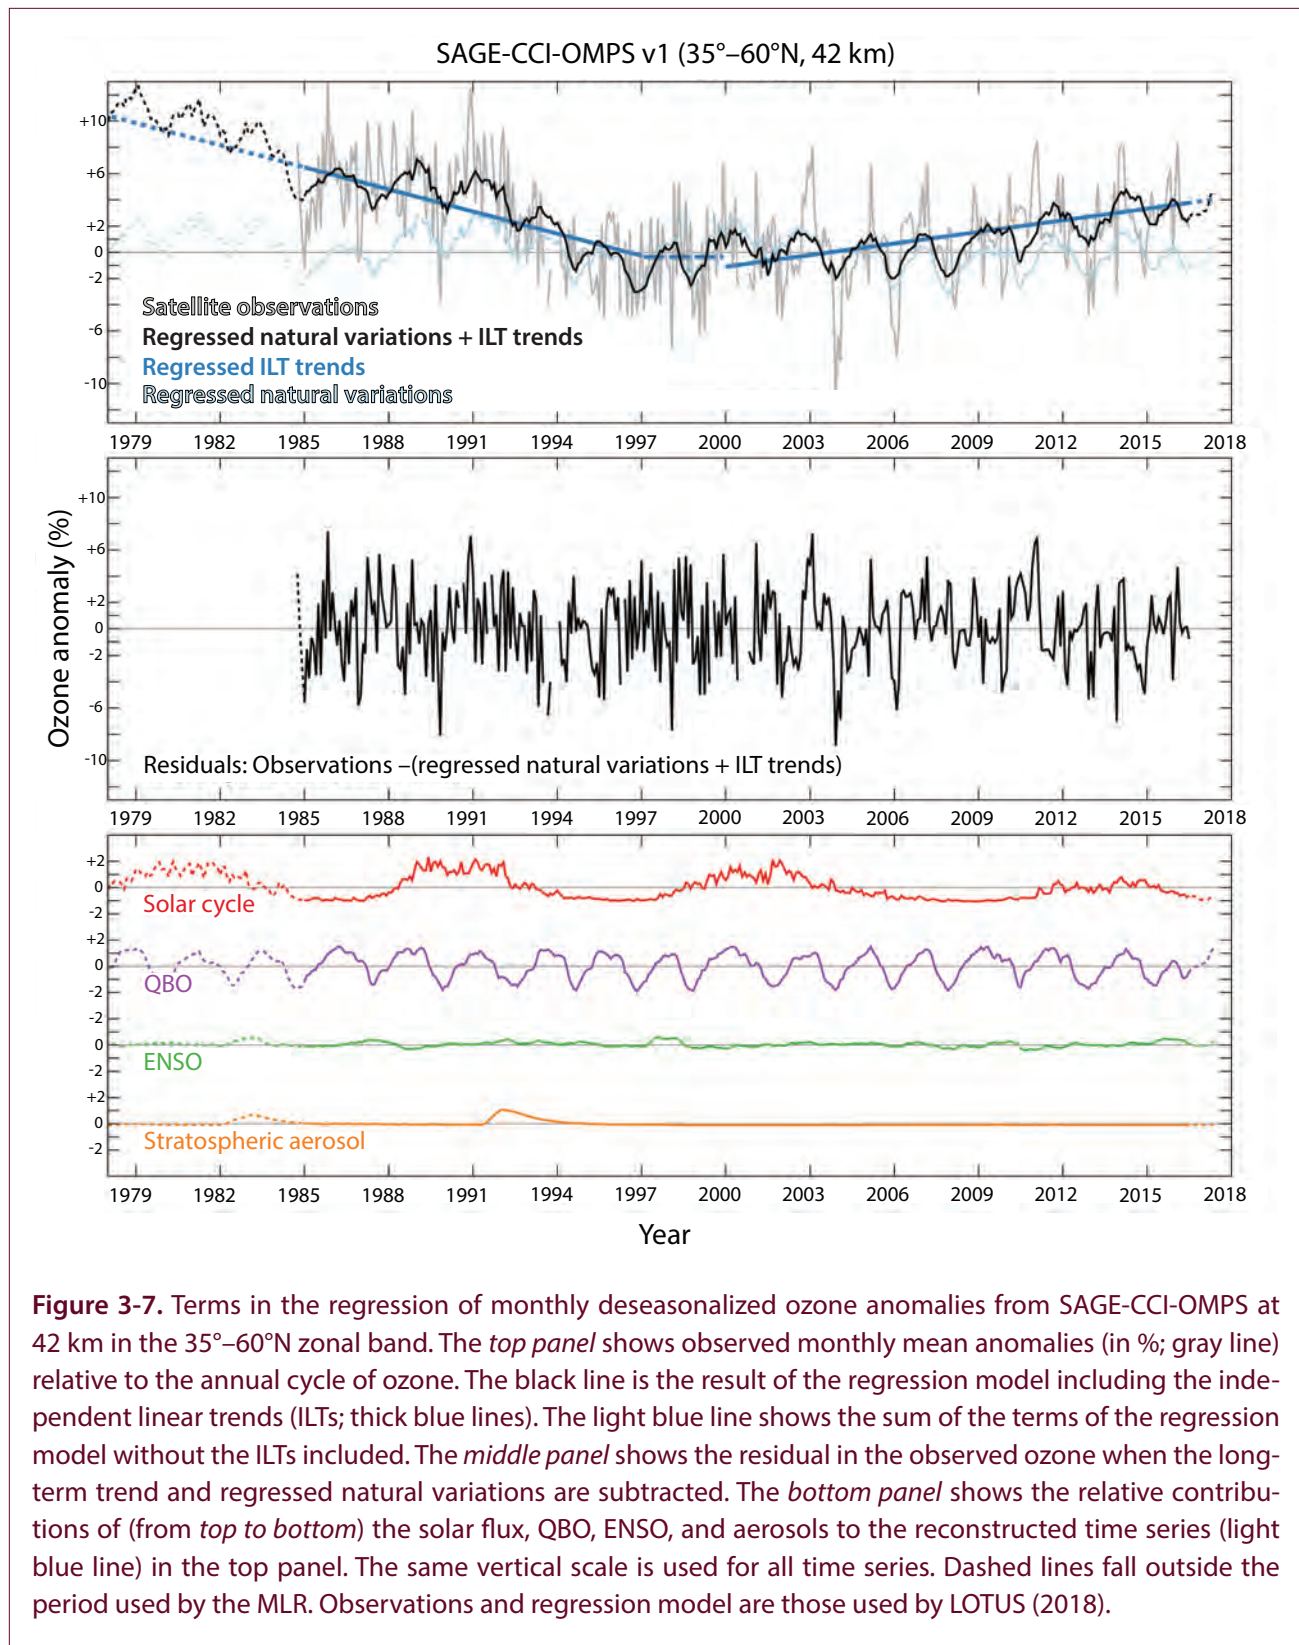 SAGE-CCI-OMPS v1 (35°–60°N, 42 km)
+10
+6
+2
0
-2
-6
-10
Satellite observations
Regressed natural variations + ILT trends
Regressed ILT trends
Regressed natural variations
1979 1982 1985 1988 1991 1994 1997 2000 2003 2006 2009 2012 2015 2018
Ozone anomaly (%)
+10
+6
+2
0
-2
-6
-10
Residuals: Observations –(regressed natural variations + ILT trends)
1979 1982 1985 1988 1991 1994 1997 2000 2003 2006 2009 2012 2015 2018
+2
0
Solar cycle
-2
+2
0
QBO
-2
-2
0
ENSO
-2
+2
0
Stratospheric aerosol
-2
1979 1982 1985 1988 1991 1994 1997 2000 2003 2006 2009 2012 2015 2018
Year
Figure 3-7. Terms in the regression of monthly deseasonalized ozone anomalies from SAGE-CCI-OMPS at
42 km in the 35°–60°N zonal band. The top panel shows observed monthly mean anomalies (in %; gray line)
relative to the annual cycle of ozone. The black line is the result of the regression model including the inde-
pendent linear trends (ILTs; thick blue lines). The light blue line shows the sum of the terms of the regression
model without the ILTs included. The middle panel shows the residual in the observed ozone when the long-
term trend and regressed natural variations are subtracted. The bottom panel shows the relative contribu-
tions of (from top to bottom) the solar flux, QBO, ENSO, and aerosols to the reconstructed time series (light
blue line) in the top panel. The same vertical scale is used for all time series. Dashed lines fall outside the
period used by the MLR. Observations and regression model are those used by LOTUS (2018).